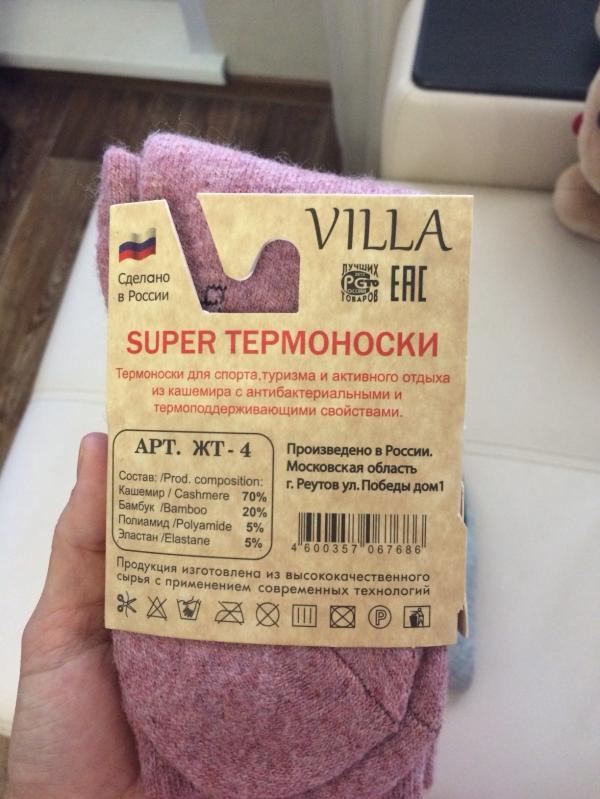 VILLA
Сделано
в России
ЛУЧШИХ
PG
ТОВАРОВ
ЕАС
SUPER ТЕРМОНОСКИ
Термоноски для спорта,туризма и активного отдыха
из кашемира с антибактериальными и
термоподдерживающими свойствами.
АРТ. ЖТ - 4
Состав: /Prod. composition:
Кашемир / Cashmere 70%
Бамбук /Bamboo 20%
Полиамид /Polyamide 5%
Эластан /Elastane 5%
Произведено в России.
Московская область
г. Реутов ул. Победы дом1
4 600357 067686
Продукция изготовлена из высококачественного
сырья с применением современных технологий
P